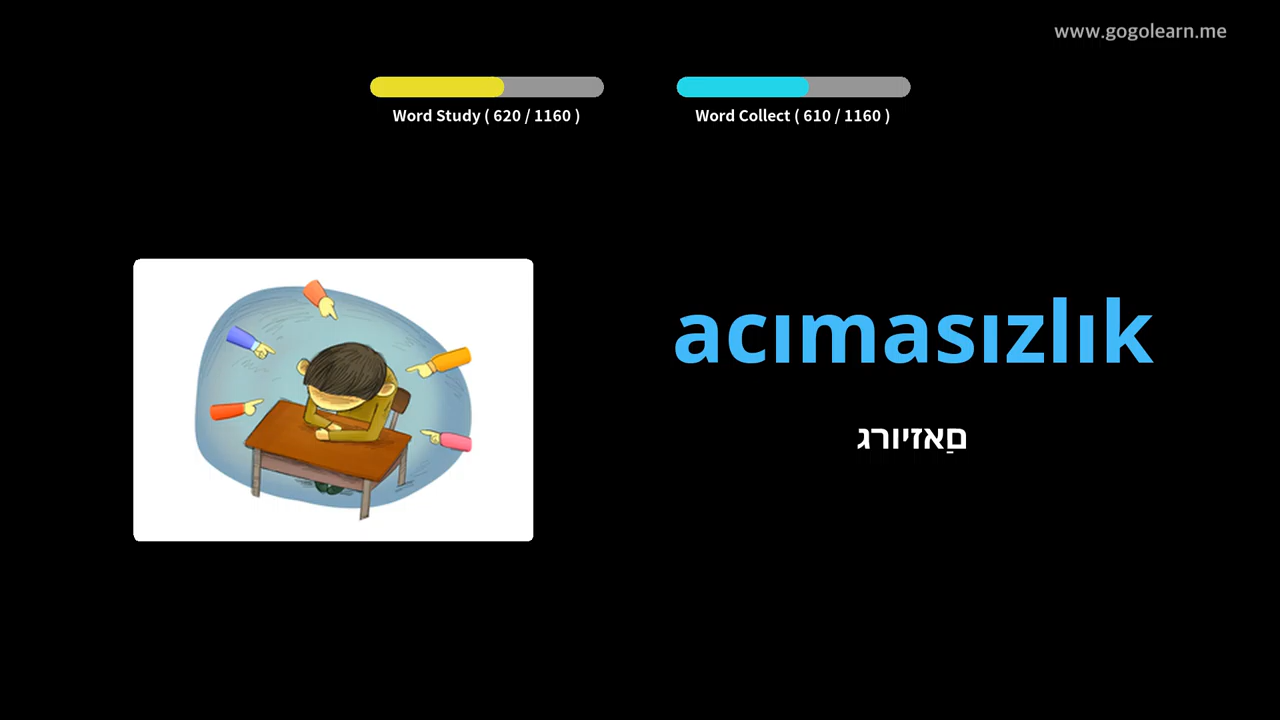 www.gogolearn.me
Word Study ( 620 / 1160 )
Word Collect ( 610 / 1160 )
acımasızlık
םַאזיורג